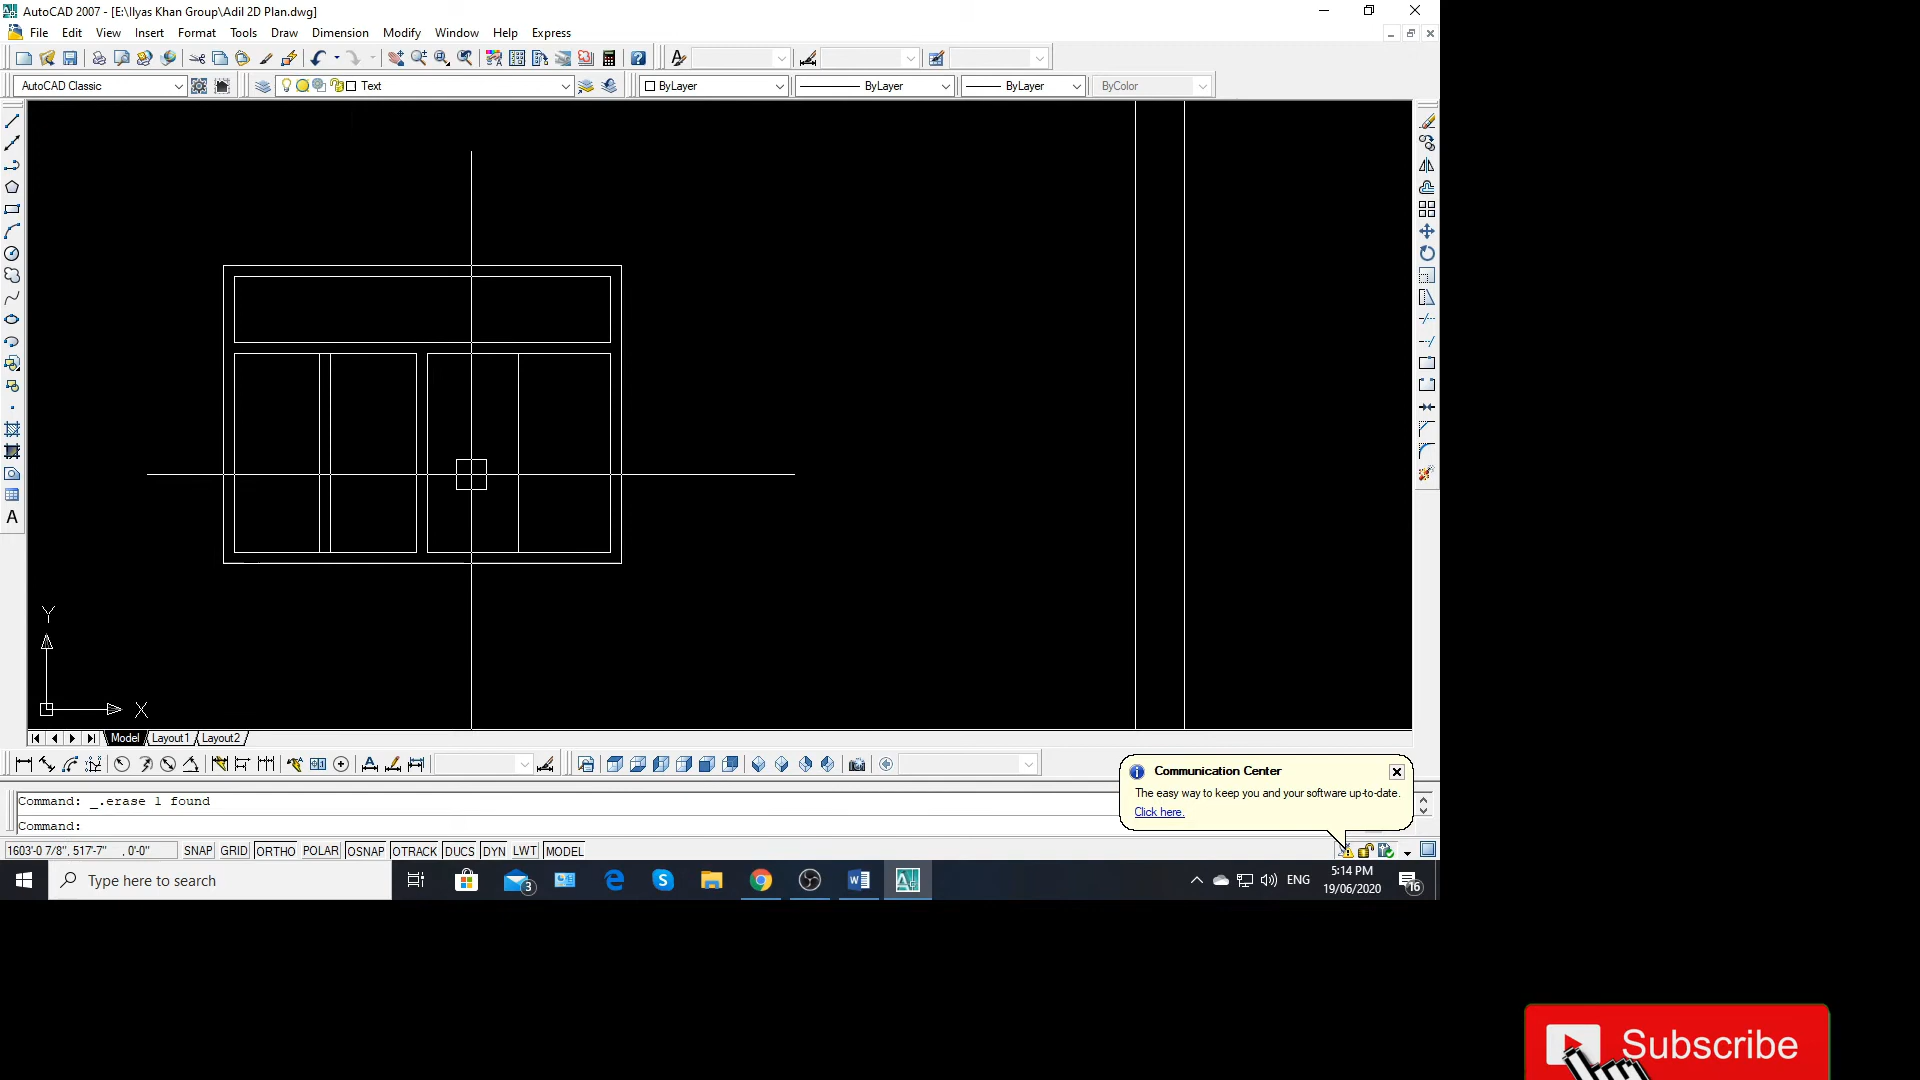 AutoCAD 2007 - [E:\Ilyas Khan Group\Adil 2D Plan.dwg]
File Edit View Insert Format Tools Draw Dimension Modify Window Help Express
AutoCAD Classic Text ByLayer ByLayer ByLayer ByColor
A
Y
X
Model Layout1 Layout2
Communication Center
The easy way to keep you and your software up-to-date.
Click here.
Command: _.erase 1 found
Command:
1603'-0 7/8", 517'-7" , 0'-0" SNAP GRID ORTHO POLAR OSNAP OTRACK DUCS DYN LWT MODEL
Type here to search 3 ENG 5:14 PM 19/06/2020 16
Subscribe